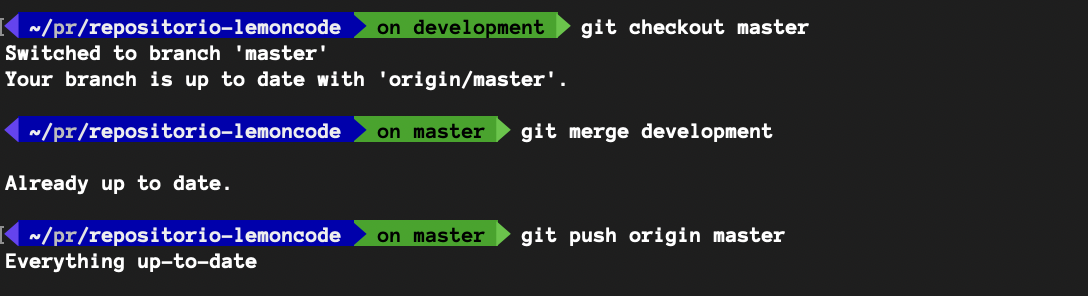 ~/pr/repositorio-lemoncode on development git checkout master
Switched to branch 'master'
Your branch is up to date with 'origin/master'.
~/pr/repositorio-lemoncode on master git merge development
Already up to date.
~/pr/repositorio-lemoncode on master git push origin master
Everything up-to-date